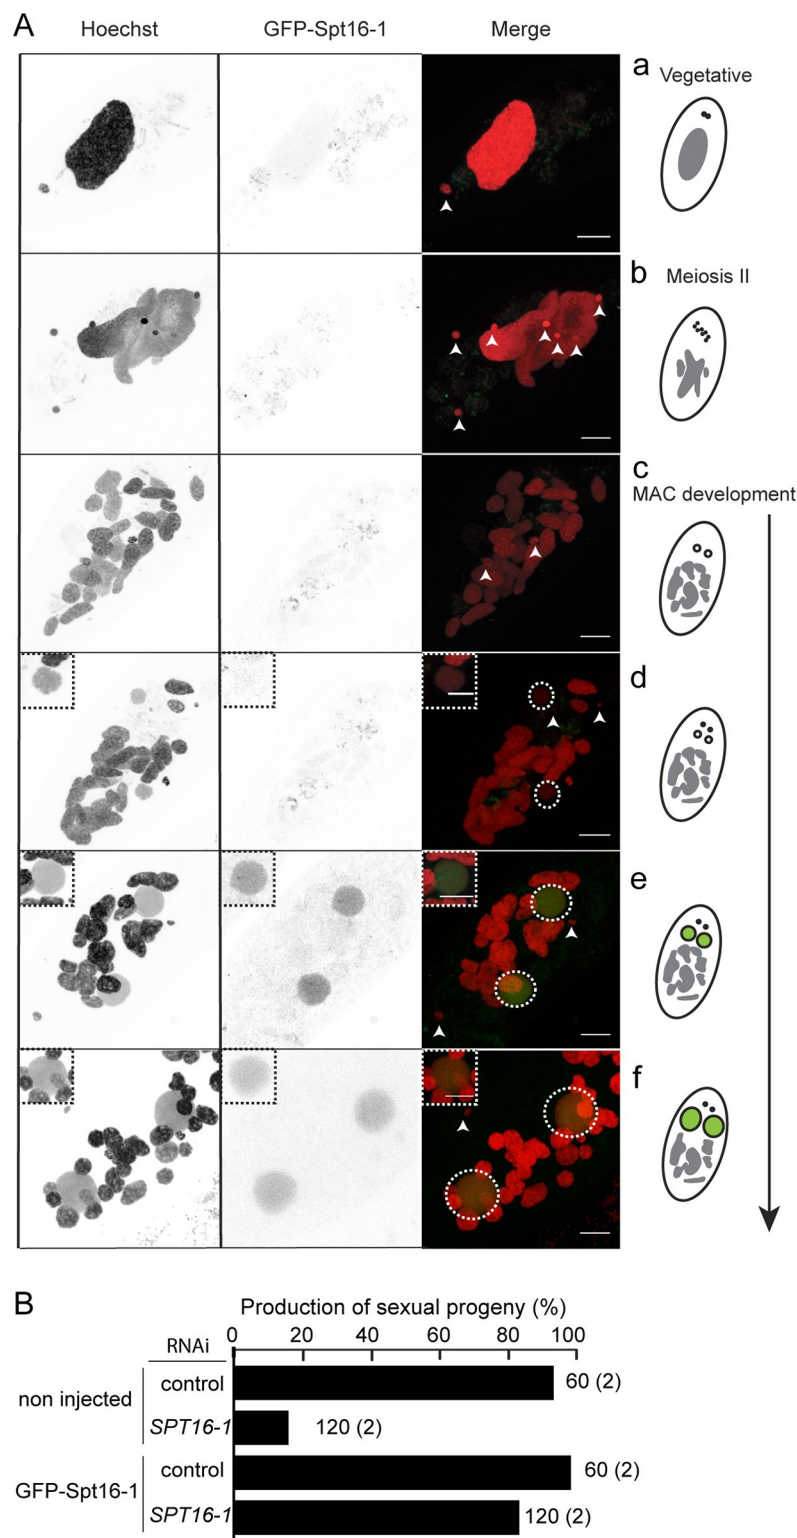 A
Hoechst GFP-Spt16-1 Merge
a
Vegetative
b
Meiosis II
c
MAC development
d
e
f
B
Production of sexual progeny (%)
RNAi
0 20 40 60 80 100
non injected
control 60 (2)
SPT16-1 120 (2)
GFP-Spt16-1
control 60 (2)
SPT16-1 120 (2)